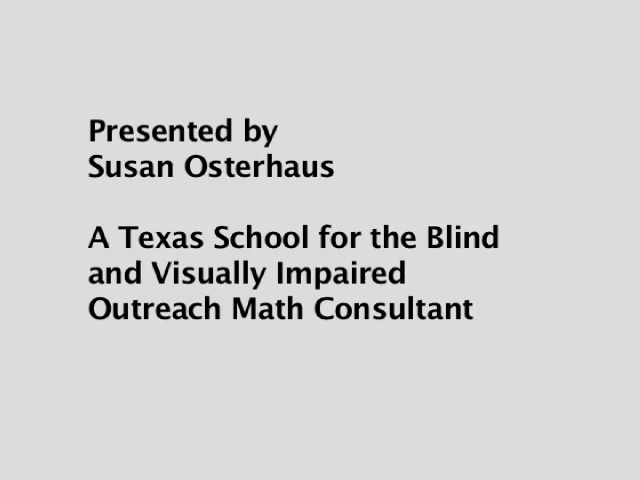 Presented by
Susan Osterhaus
A Texas School for the Blind
and Visually Impaired
Outreach Math Consultant